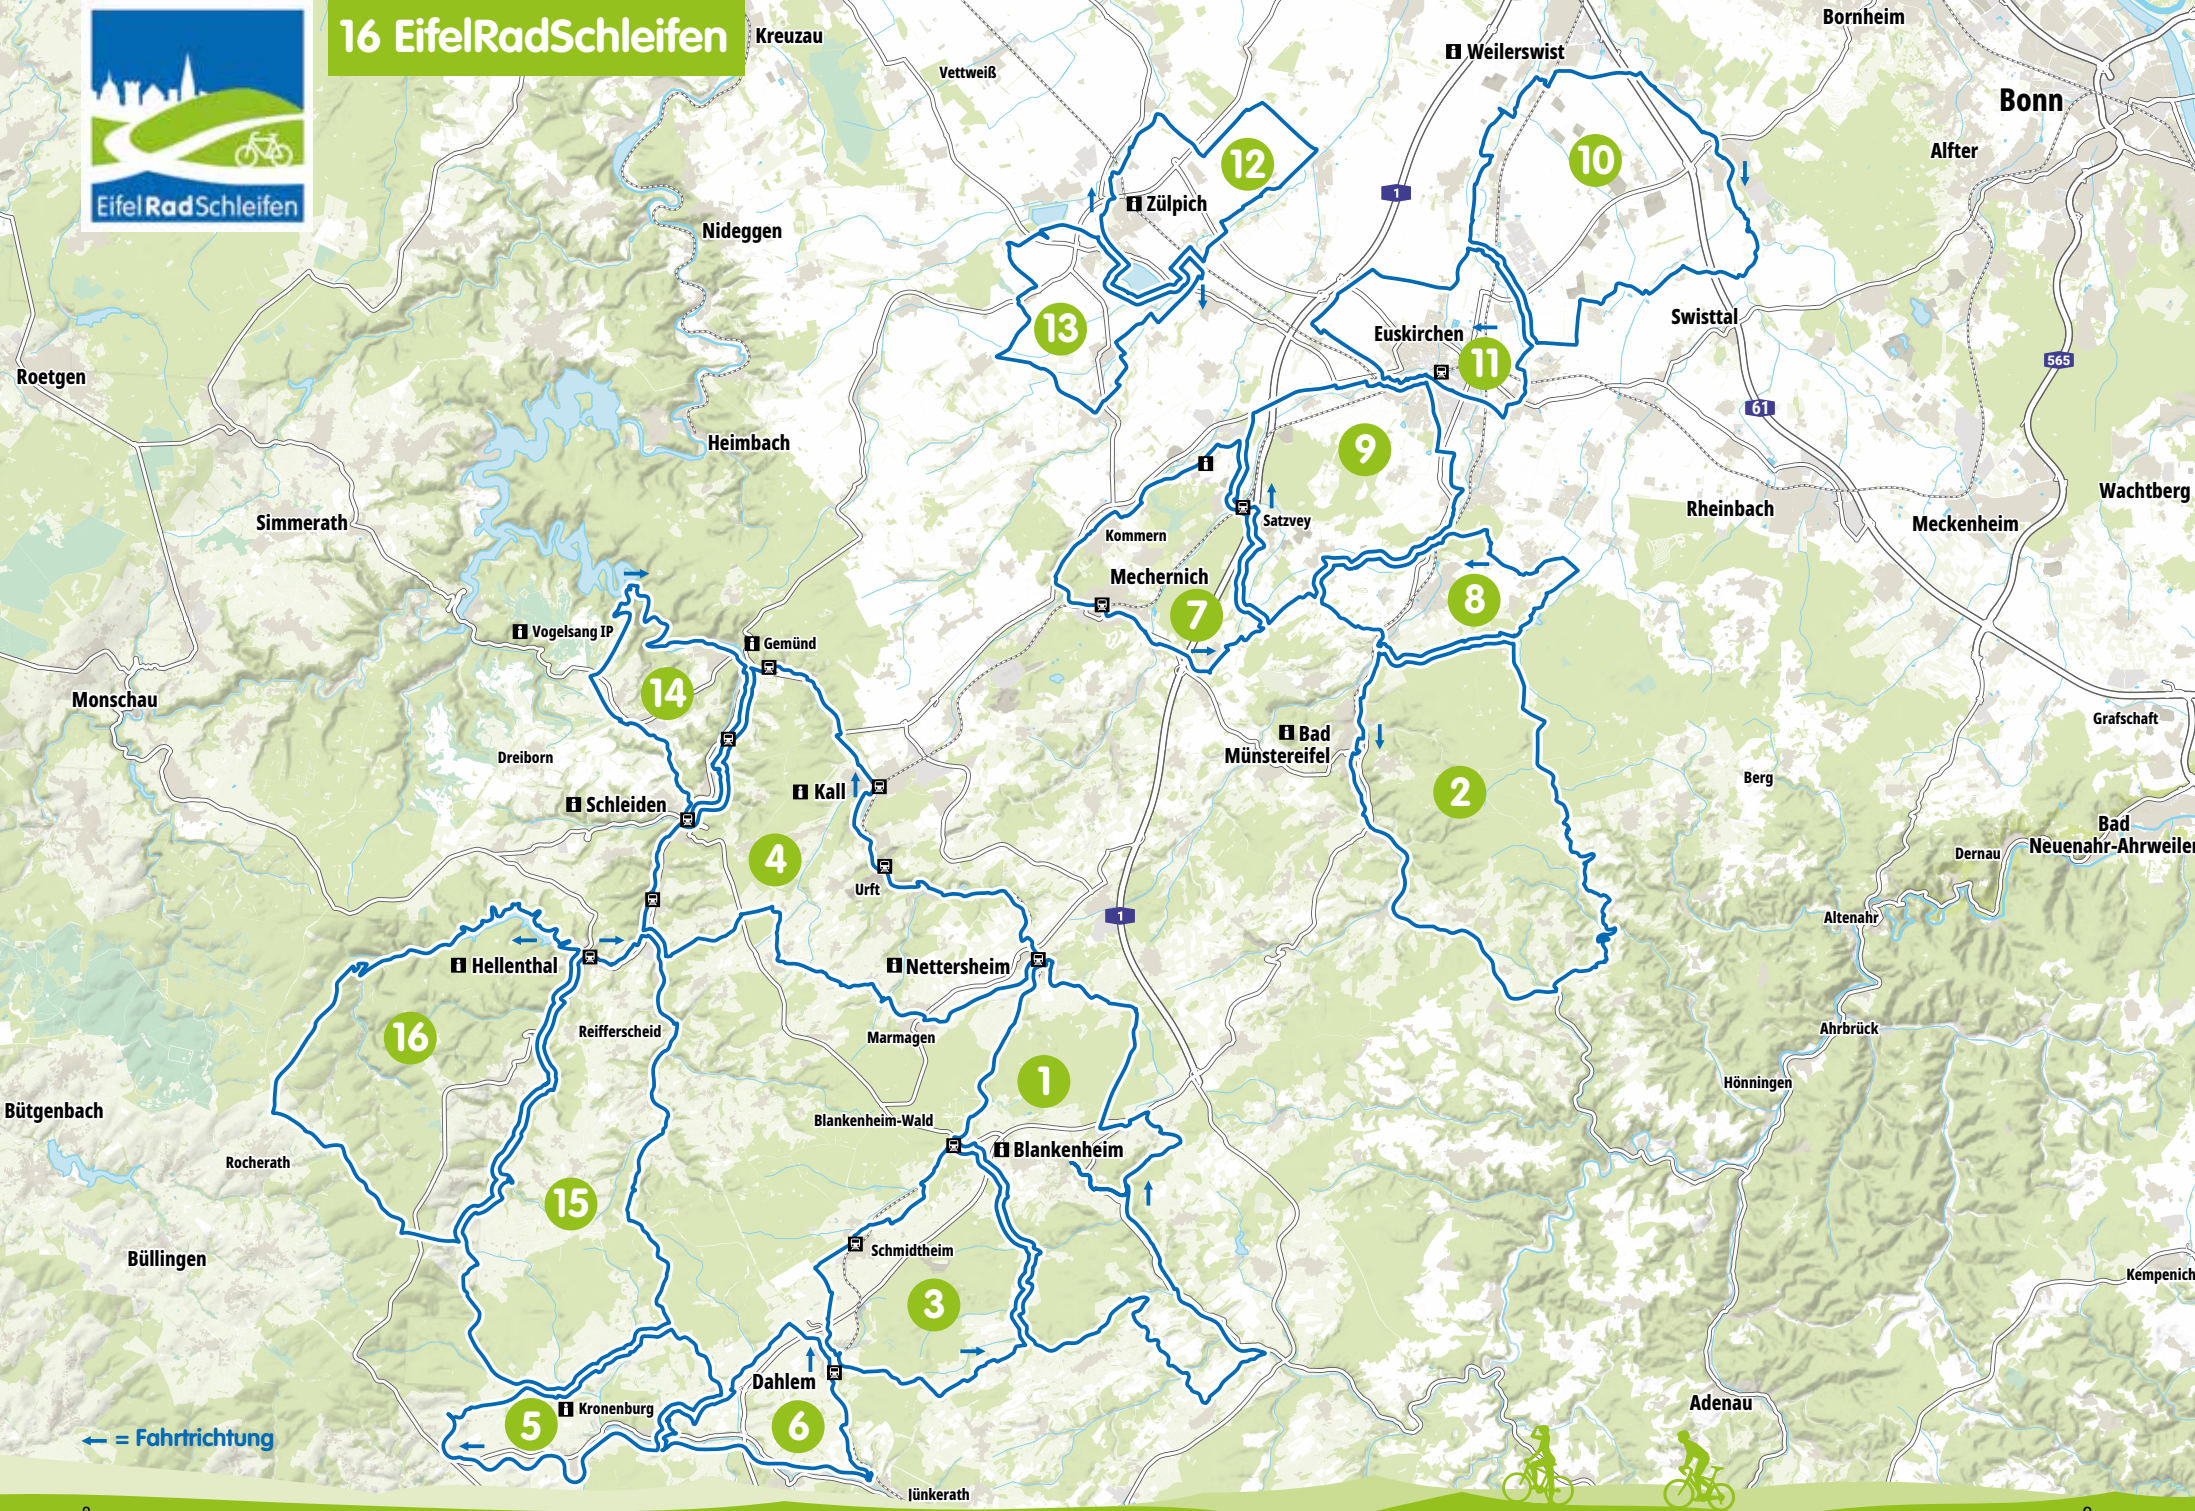 16 EifelRadSchleifen
EifelRadSchleifen
Kreuzau
Vettweiß
Weilerswist
Bornheim
Bonn
Alfter
Nideggen
Zülpich
12
10
1
13
Euskirchen
11
Swisttal
565
61
Roetgen
Heimbach
9
Simmerath
Satzvey
Kommern
Mechernich
7
8
Rheinbach
Meckenheim
Wachtberg
Vogelsang IP
Gemünd
14
Monschau
Dreiborn
Schleiden
Kall
Bad
Münstereifel
2
Berg
Grafschaft
Bad
Neuenahr-Ahrweiler
Dernau
4
Urft
1
Altenahr
Hellenthal
Nettersheim
16
Reifferscheid
Marmagen
1
Ahrbrück
Hönningen
Bütgenbach
Blankenheim-Wald
Blankenheim
Rocherath
15
Büllingen
Schmidtheim
3
Kempenich
Dahlem
5
Kronenburg
6
Adenau
Jünkerath
= Fahrtrichtung